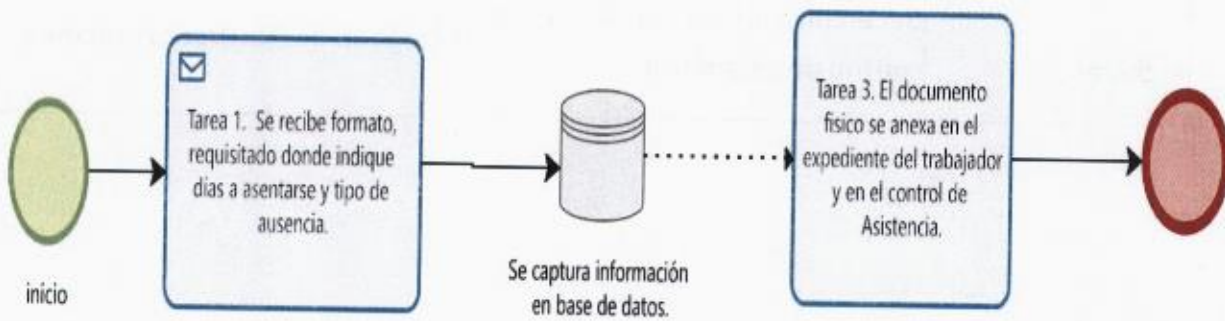 Tarea 1. Se recibe formato,
requisitado donde indique
días a asentarse y tipo de
ausencia.
Tarea 3. El documento
fisico se anexa en el
expediente del trabajador
y en el control de
Asistencia.
inicio
Se captura información
en base de datos.